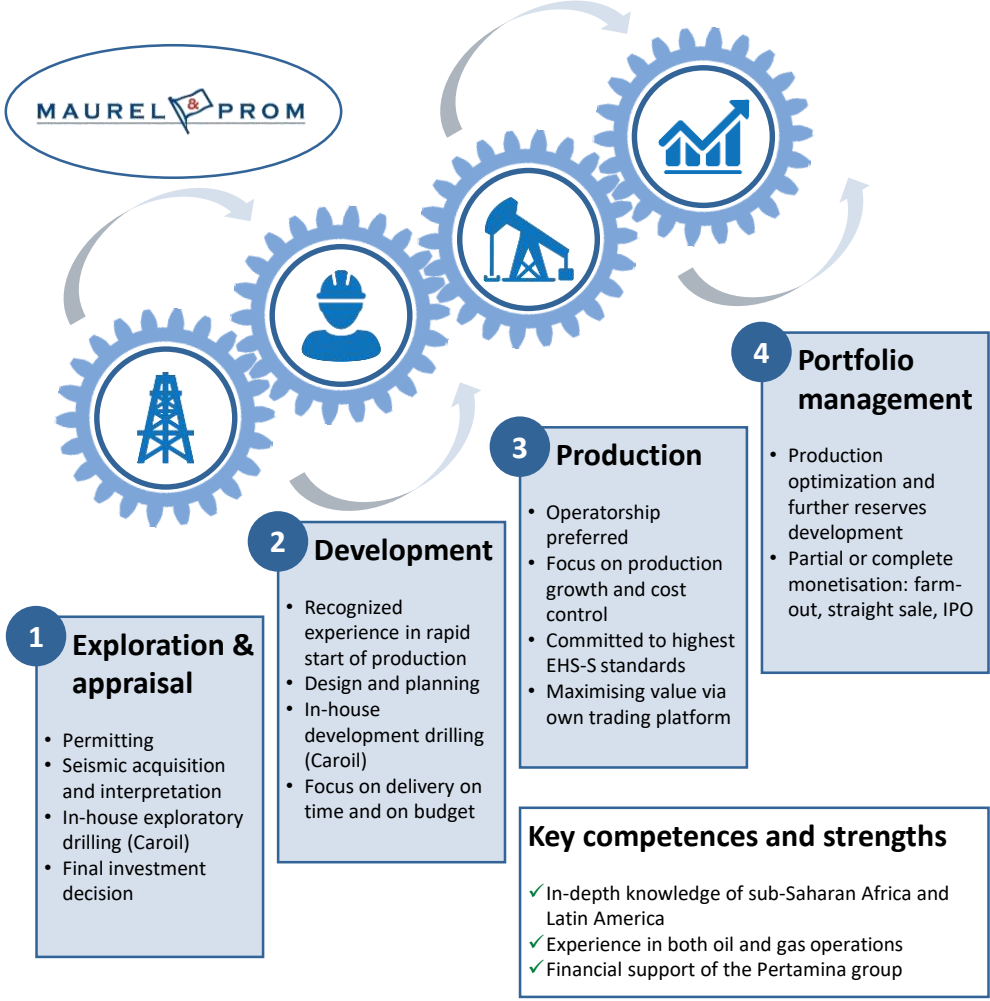 MAUREL & PROM
1
Exploration &
appraisal
• Permitting
• Seismic acquisition
and interpretation
• In-house exploratory
drilling (Caroil)
• Final investment
decision
2
Development
• Recognized
experience in rapid
start of production
• Design and planning
• In-house
development drilling
(Caroil)
• Focus on delivery on
time and on budget
3
Production
• Operatorship
preferred
• Focus on production
growth and cost
control
• Committed to highest
EHS-S standards
• Maximising value via
own trading platform
4
Portfolio
management
• Production
optimization and
further reserves
development
• Partial or complete
monetisation: farm-
out, straight sale, IPO
Key competences and strengths
✓ In-depth knowledge of sub-Saharan Africa and
Latin America
✓ Experience in both oil and gas operations
✓ Financial support of the Pertamina group